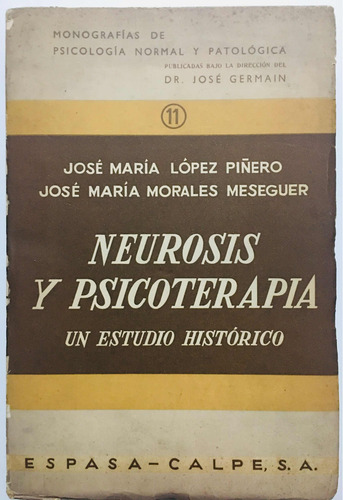 MONOGRAFÍAS DE
PSICOLOGÍA NORMAL Y PATOLÓGICA
PUBLICADAS BAJO LA DIRECCIÓN DEL
DR. JOSÉ GERMAIN
11
JOSÉ MARÍA LÓPEZ PIÑERO
JOSÉ MARÍA MORALES MESEGUER
NEUROSIS
Y PSICOTERAPIA
UN ESTUDIO HISTÓRICO
ESPASA-CALPE, S.A.